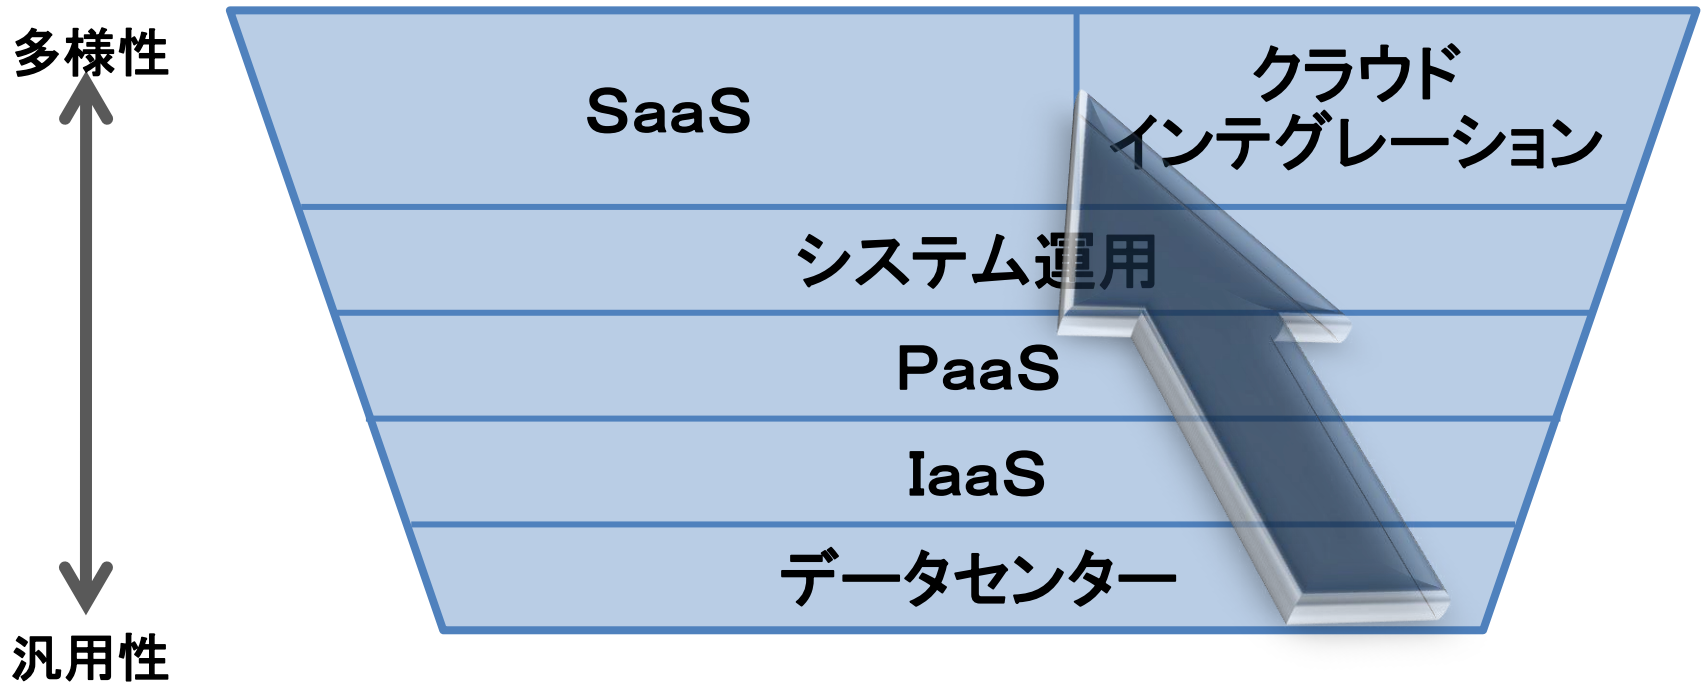 多様性
SaaS
クラウド
インテグレーション
システム運用
PaaS
IaaS
データセンター
汎用性